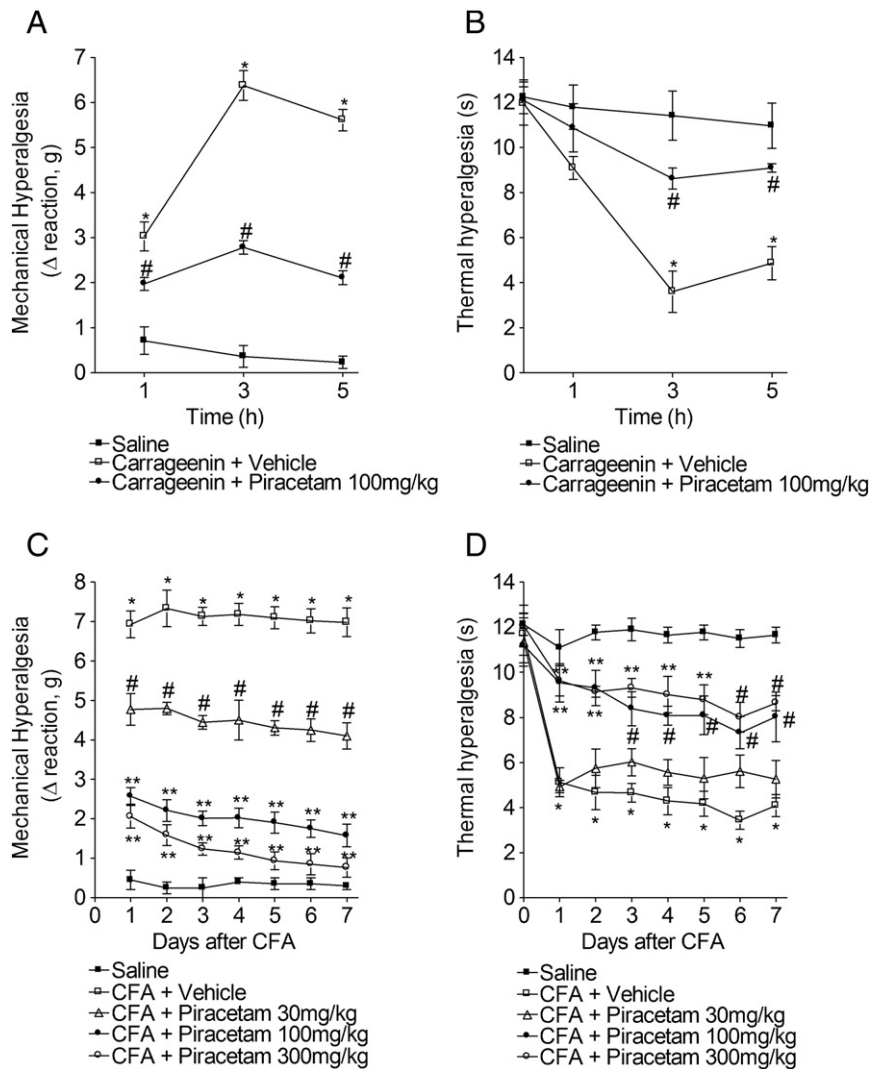 A
Mechanical Hyperalgesia
(Δ reaction, g)
7
6
5
4
3
2
1
0
*
*
*
#
#
#
1 3 5
Time (h)
Saline
Carrageenin + Vehicle
Carrageenin + Piracetam 100mg/kg
B
Thermal hyperalgesia (s)
14
12
10
8
6
4
2
0
#
#
*
*
1 3 5
Time (h)
Saline
Carrageenin + Vehicle
Carrageenin + Piracetam 100mg/kg
C
Mechanical Hyperalgesia
(Δ reaction, g)
8
7
6
5
4
3
2
1
0
* * * * * * *
# # # # # # #
** ** ** ** ** ** **
** ** ** ** ** ** **
0 1 2 3 4 5 6 7
Days after CFA
Saline
CFA + Vehicle
CFA + Piracetam 30mg/kg
CFA + Piracetam 100mg/kg
CFA + Piracetam 300mg/kg
D
Thermal hyperalgesia (s)
14
12
10
8
6
4
2
0
** ** ** ** ** # #
** ** # # # # #
* * * * * * *
0 1 2 3 4 5 6 7
Days after CFA
Saline
CFA + Vehicle
CFA + Piracetam 30mg/kg
CFA + Piracetam 100mg/kg
CFA + Piracetam 300mg/kg